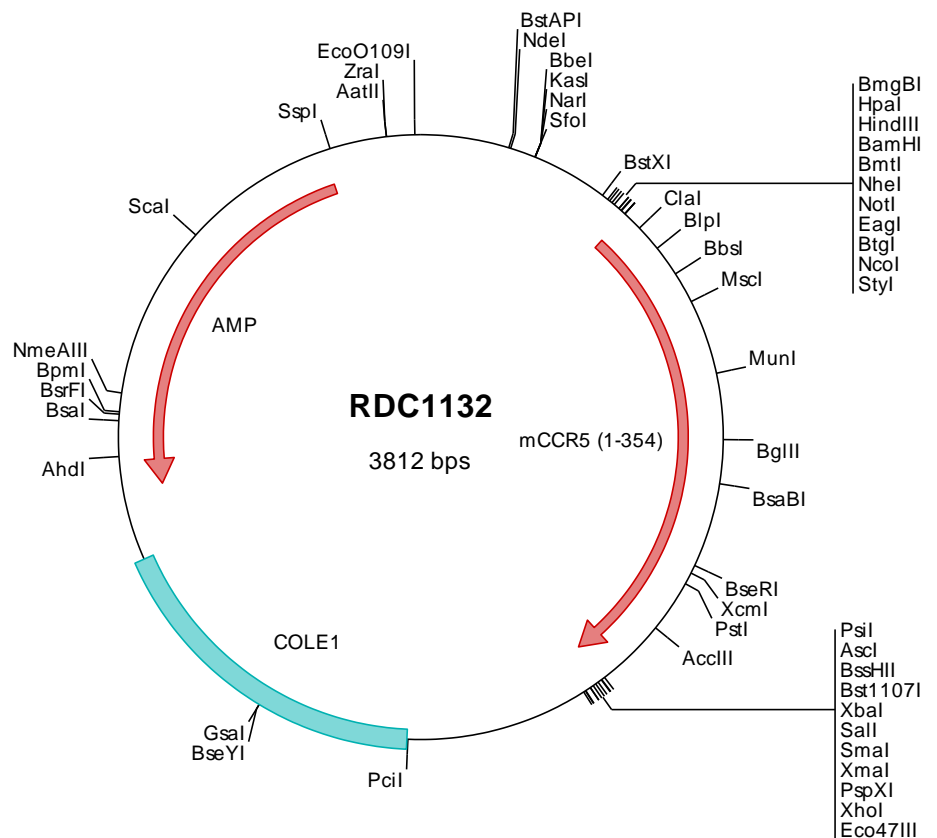 BstAPI
NdeI
EcoO109I
BbeI
ZraI
KasI
AatII
NarI
SspI
SfoI
BmgBI
HpaI
HindIII
BamHI
BmtI
NheI
NotI
EagI
BtgI
NcoI
StyI
BstXI
ScaI
ClaI
BlpI
BbsI
MscI
AMP
NmeAIII
BpmI
BsrFI
BsaI
MunI
RDC1132
mCCR5 (1-354)
3812 bps
AhdI
BglII
BsaBI
BseRI
XcmI
PstI
COLE1
AccIII
PsiI
AscI
BssHII
Bst1107I
XbaI
SalI
SmaI
XmaI
PspXI
XhoI
Eco47III
GsaI
BseYI
PciI